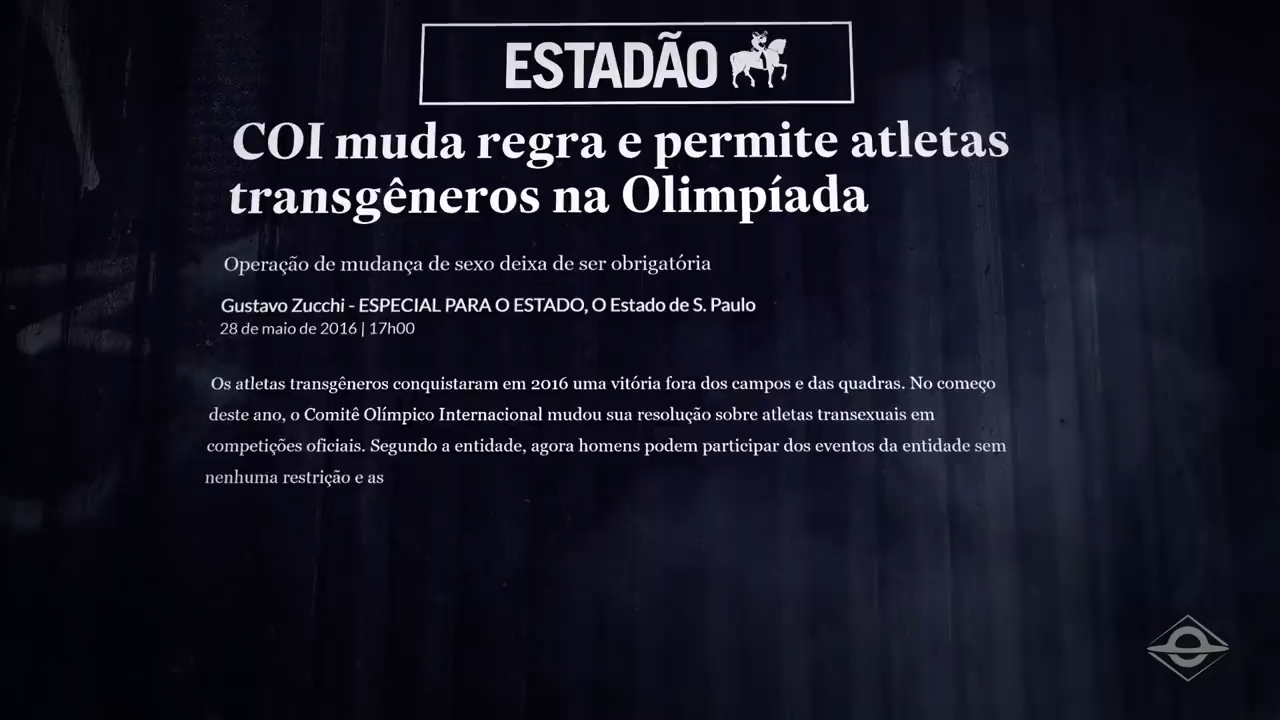 ESTADÃO
COI muda regra e permite atletas
transgêneros na Olimpíada
Operação de mudança de sexo deixa de ser obrigatória
Gustavo Zucchi - ESPECIAL PARA O ESTADO, O Estado de S. Paulo
28 de maio de 2016 | 17h00
Os atletas transgêneros conquistaram em 2016 uma vitória fora dos campos e das quadras. No começo
deste ano, o Comitê Olímpico Internacional mudou sua resolução sobre atletas transexuais em
competições oficiais. Segundo a entidade, agora homens podem participar dos eventos da entidade sem
nenhuma restrição e as